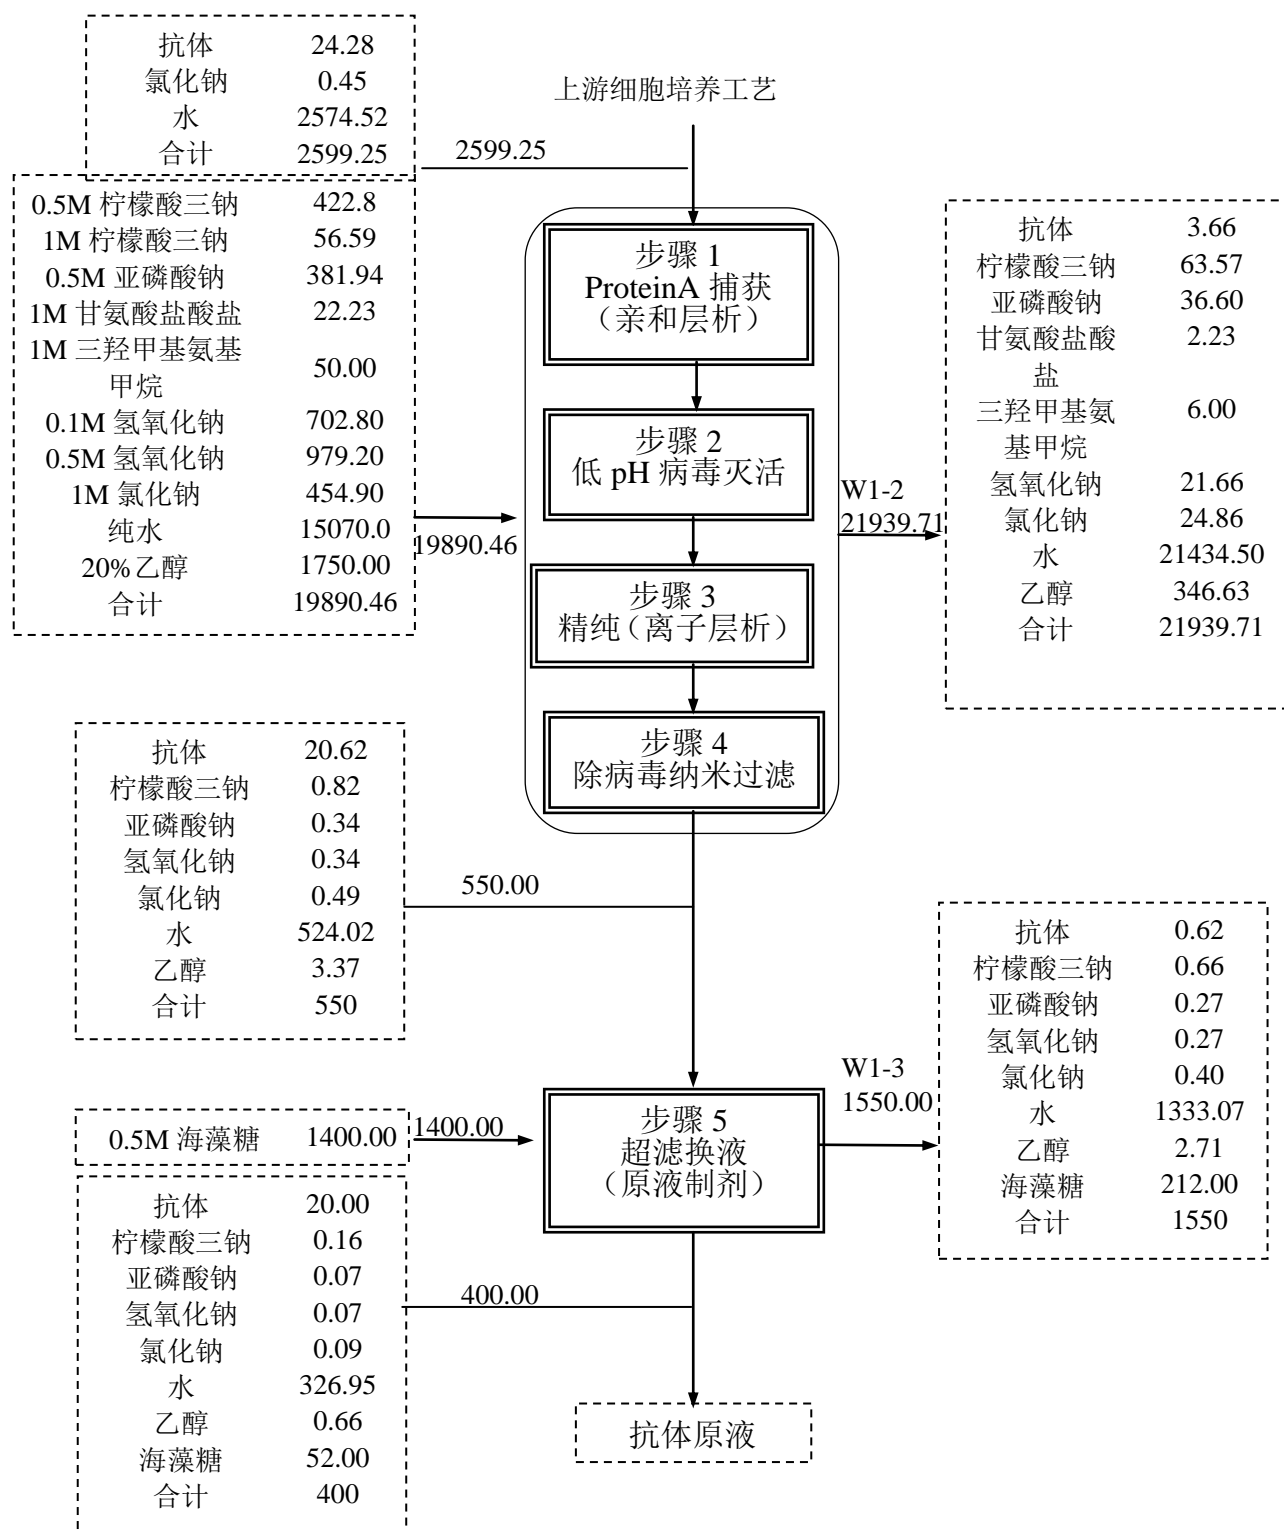 抗体 24.28
氯化钠 0.45
水 2574.52
合计 2599.25
上游细胞培养工艺
2599.25
0.5M 柠檬酸三钠 422.8
1M 柠檬酸三钠 56.59
0.5M 亚磷酸钠 381.94
1M 甘氨酸盐酸盐 22.23
1M 三羟甲基氨基
甲烷 50.00
0.1M 氢氧化钠 702.80
0.5M 氢氧化钠 979.20
1M 氯化钠 454.90
纯水 15070.0
20%乙醇 1750.00
合计 19890.46
19890.46
步骤 1
ProteinA 捕获
（亲和层析）
步骤 2
低 pH 病毒灭活
步骤 3
精纯（离子层析）
步骤 4
除病毒纳米过滤
W1-2
21939.71
抗体 3.66
柠檬酸三钠 63.57
亚磷酸钠 36.60
甘氨酸盐酸 2.23
盐
三羟甲基氨 6.00
基甲烷
氢氧化钠 21.66
氯化钠 24.86
水 21434.50
乙醇 346.63
合计 21939.71
抗体 20.62
柠檬酸三钠 0.82
亚磷酸钠 0.34
氢氧化钠 0.34
氯化钠 0.49
水 524.02
乙醇 3.37
合计 550
550.00
0.5M 海藻糖 1400.00
1400.00
步骤 5
超滤换液
（原液制剂）
W1-3
1550.00
抗体 0.62
柠檬酸三钠 0.66
亚磷酸钠 0.27
氢氧化钠 0.27
氯化钠 0.40
水 1333.07
乙醇 2.71
海藻糖 212.00
合计 1550
抗体 20.00
柠檬酸三钠 0.16
亚磷酸钠 0.07
氢氧化钠 0.07
氯化钠 0.09
水 326.95
乙醇 0.66
海藻糖 52.00
合计 400
400.00
抗体原液